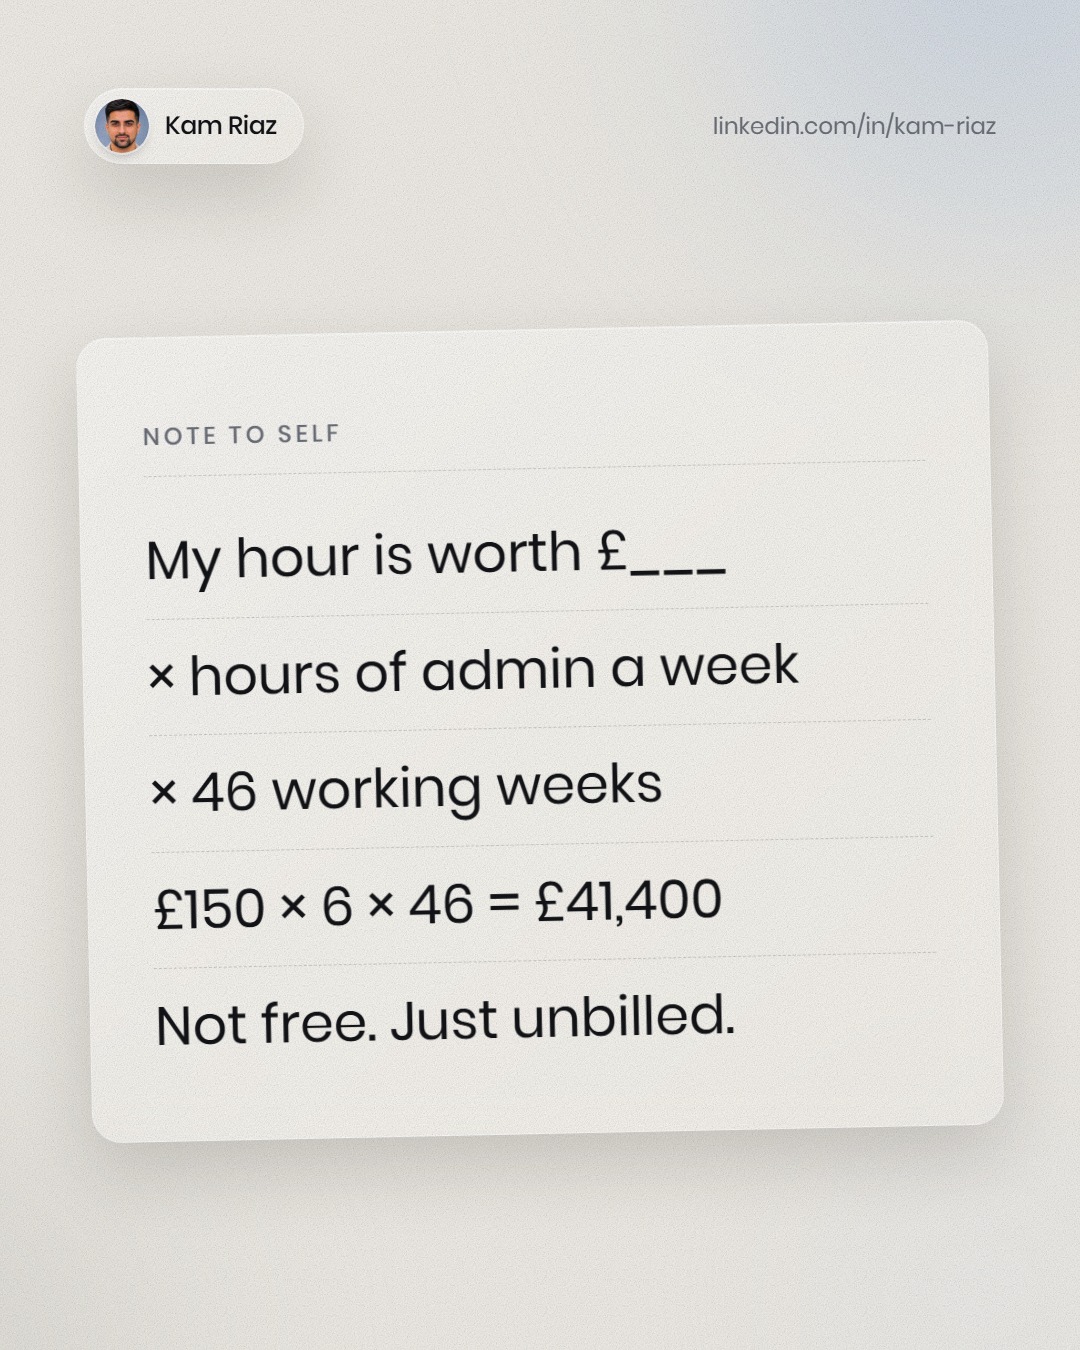 Kam Riaz
linkedin.com/in/kam-riaz
NOTE TO SELF
My hour is worth £___
× hours of admin a week
× 46 working weeks
£150 × 6 × 46 = £41,400
Not free. Just unbilled.